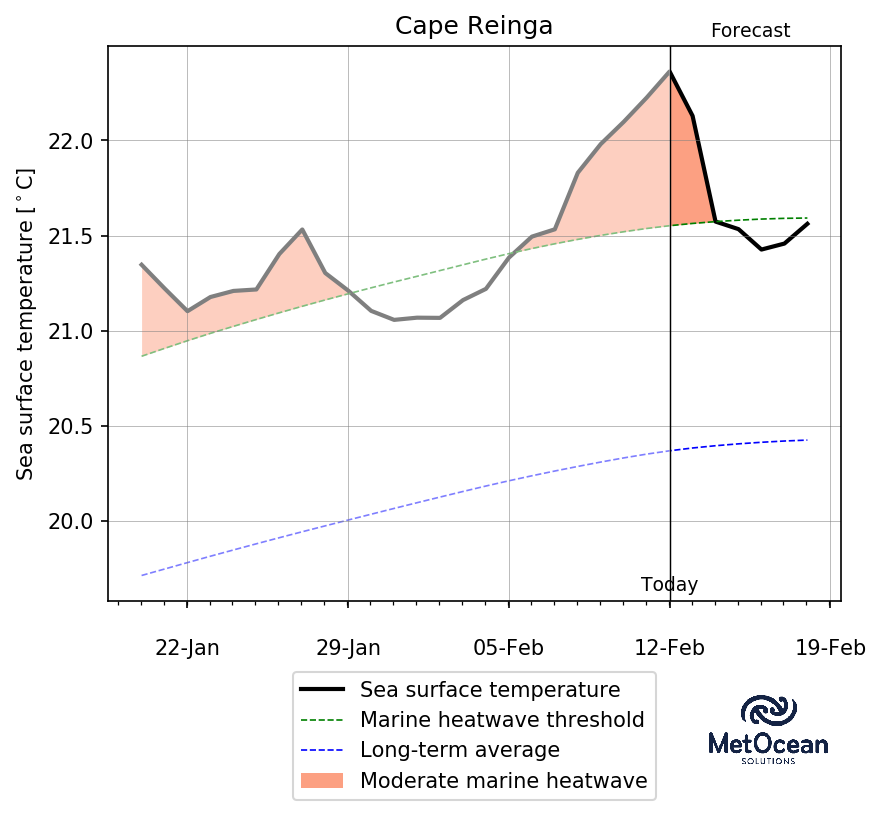 Cape Reinga
Forecast
Sea surface temperature [°C]
22.0
21.5
21.0
20.5
20.0
Today
22-Jan 29-Jan 05-Feb 12-Feb 19-Feb
Sea surface temperature
Marine heatwave threshold
Long-term average
Moderate marine heatwave
MetOcean
SOLUTIONS